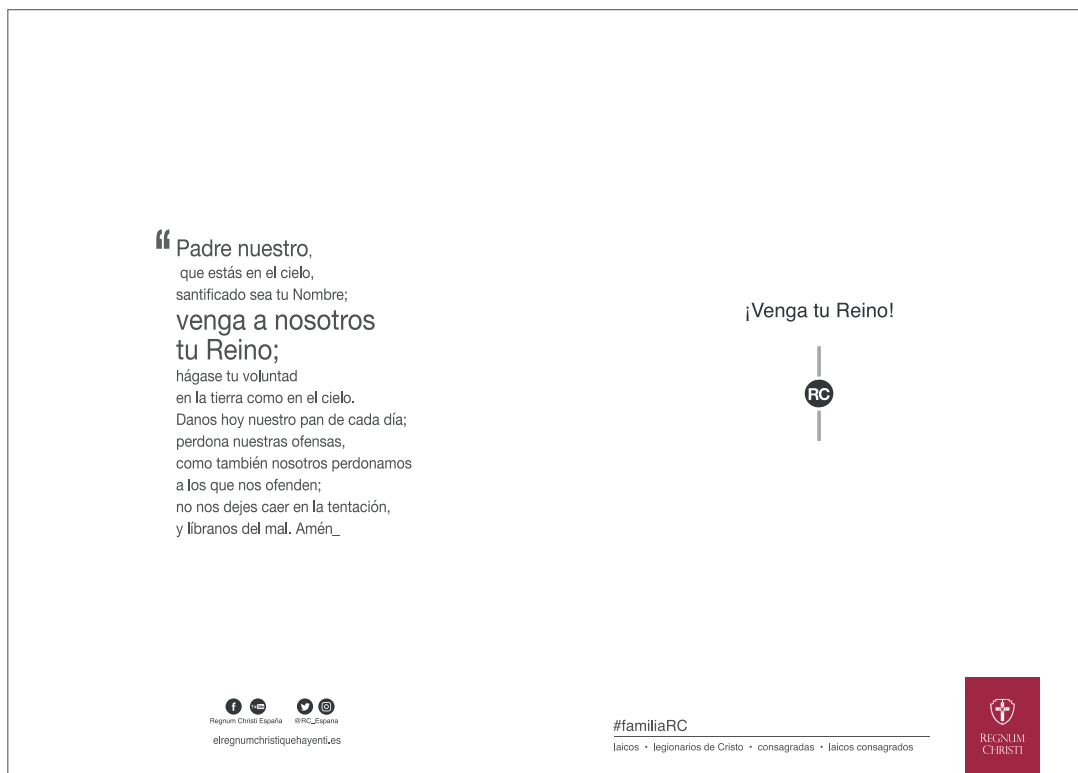 “ Padre nuestro,
que estás en el cielo,
santificado sea tu Nombre;
venga a nosotros
tu Reino;
hágase tu voluntad
en la tierra como en el cielo.
Danos hoy nuestro pan de cada día;
perdona nuestras ofensas,
como también nosotros perdonamos
a los que nos ofenden;
no nos dejes caer en la tentación,
y líbranos del mal. Amén_
Regnum Christi España @RC_Espana
elregnumchristiquehayenti.es
¡Venga tu Reino!
RC
#familiaRC
laicos • legionarios de Cristo • consagradas • laicos consagrados
REGNUM
CHRISTI